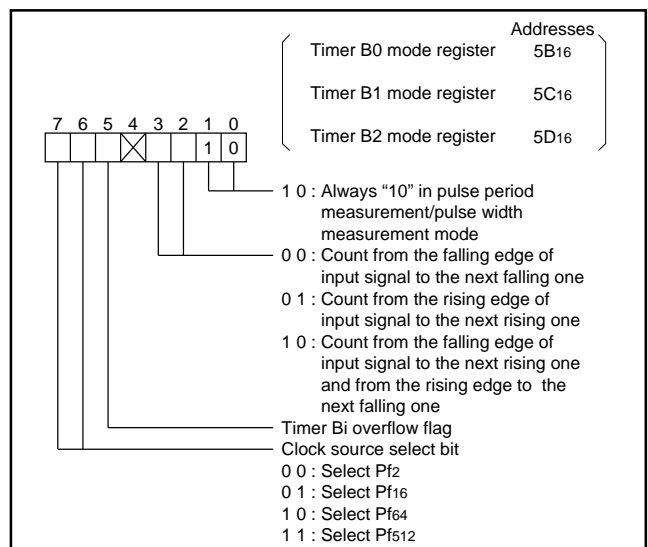 Addresses
Timer B0 mode register 5B16
Timer B1 mode register 5C16
Timer B2 mode register 5D16
7 6 5 4 3 2 1 0
1 0
1 0 : Always “10” in pulse period
measurement/pulse width
measurement mode
0 0 : Count from the falling edge of
input signal to the next falling one
0 1 : Count from the rising edge of
input signal to the next rising one
1 0 : Count from the falling edge of
input signal to the next rising one
and from the rising edge to the
next falling one
Timer Bi overflow flag
Clock source select bit
0 0 : Select Pf2
0 1 : Select Pf16
1 0 : Select Pf64
1 1 : Select Pf512